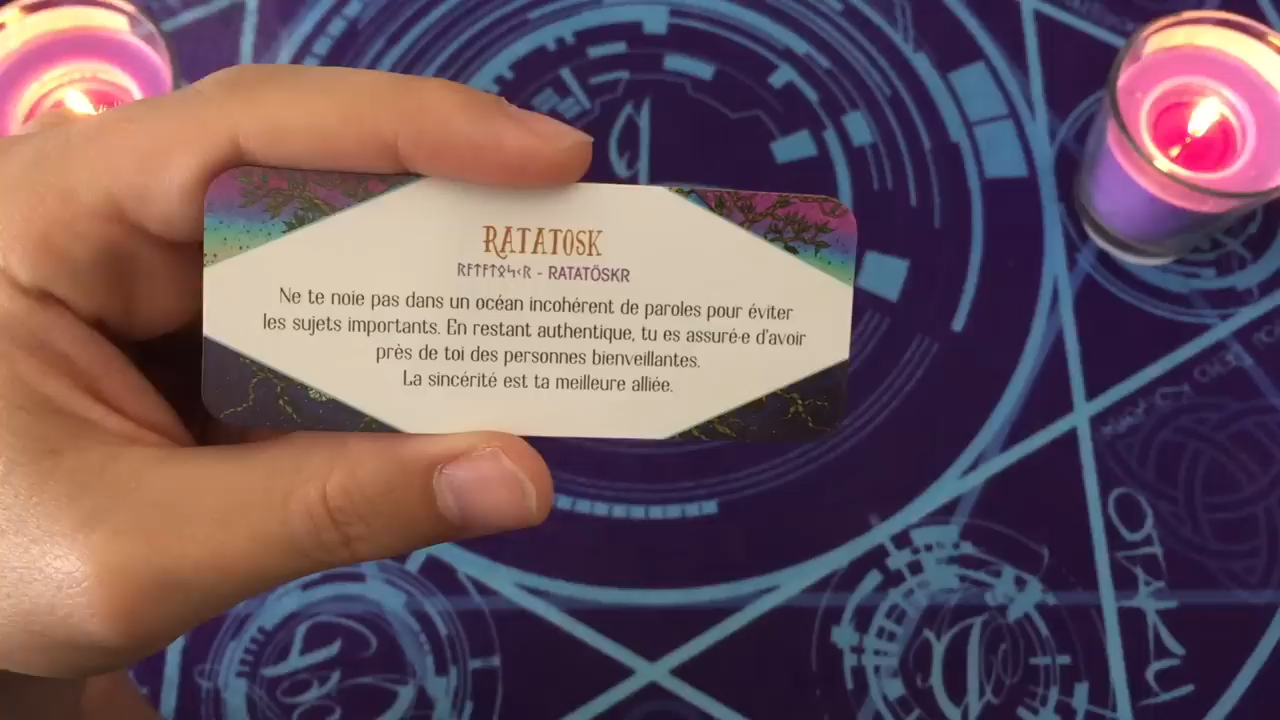 RATATOSK
ᚱᚨᛏᚨᛏᛟᛋᚲᚱ - RATATÖSKR
Ne te noie pas dans un océan incohérent de paroles pour éviter
les sujets importants. En restant authentique, tu es assuré·e d'avoir
près de toi des personnes bienveillantes.
La sincérité est ta meilleure alliée.